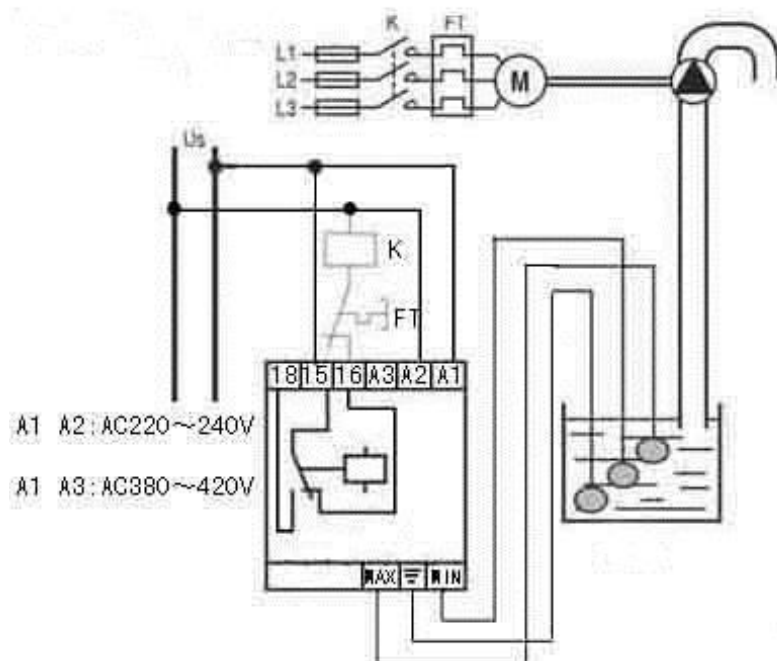 K FT
L1
L2
L3
M
Us
K
FT
18 15 16 A3 A2 A1
A1 A2:AC220～240V
A1 A3:AC380～420V
MAX MIN